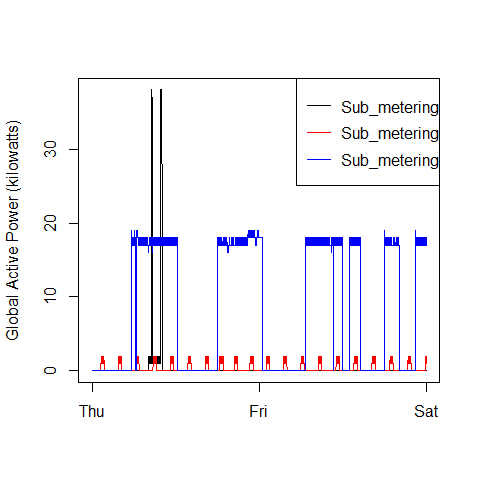 Global Active Power (kilowatts)
30
20
10
0
Sub_metering
Sub_metering
Sub_metering
Thu Fri Sat